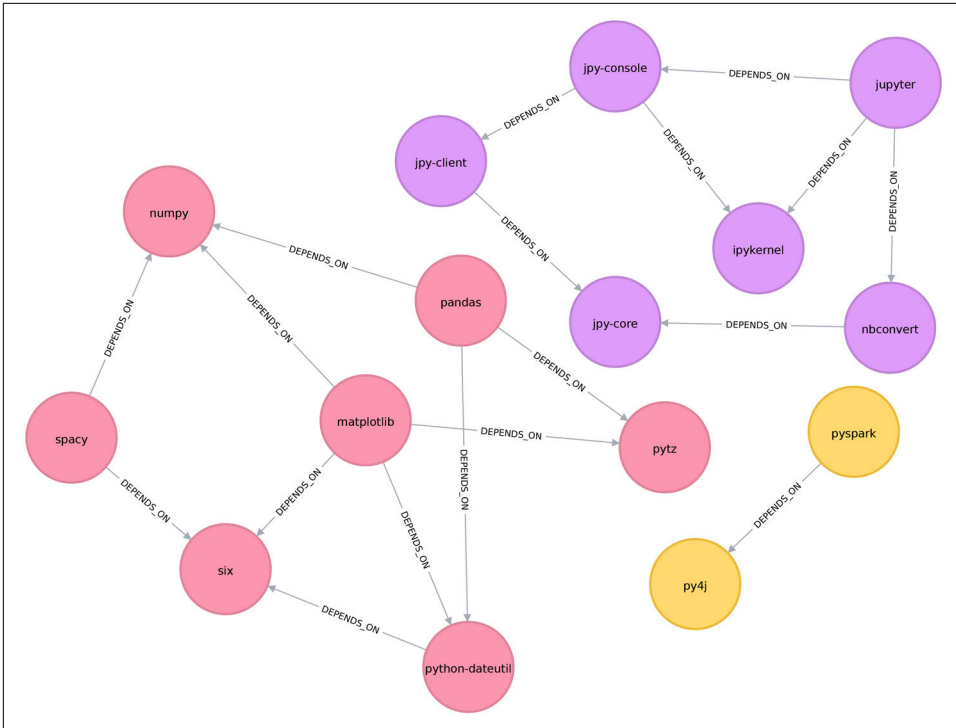 jpy-console
DEPENDS_ON
jupyter
DEPENDS_ON
DEPENDS_ON
DEPENDS_ON
DEPENDS_ON
jpy-client
numpy
DEPENDS_ON
ipykernel
DEPENDS_ON
pandas
DEPENDS_ON
jpy-core
DEPENDS_ON
nbconvert
DEPENDS_ON
DEPENDS_ON
spacy
matplotlib
DEPENDS_ON
pytz
pyspark
DEPENDS_ON
DEPENDS_ON
DEPENDS_ON
DEPENDS_ON
DEPENDS_ON
six
py4j
DEPENDS_ON
python-dateutil